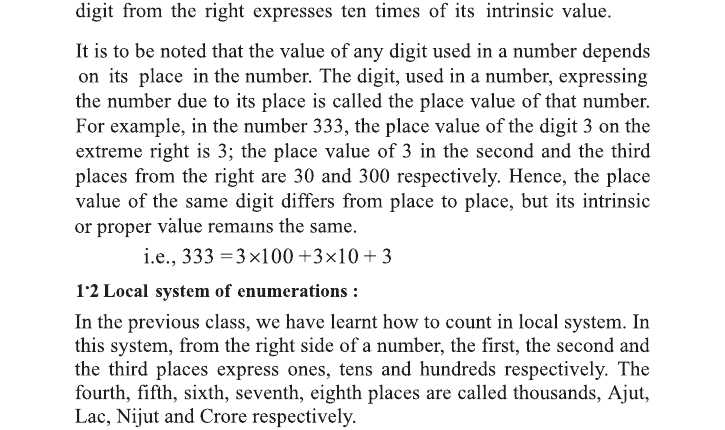 digit from the right expresses ten times of its intrinsic value.
It is to be noted that the value of any digit used in a number depends
on its place in the number. The digit, used in a number, expressing
the number due to its place is called the place value of that number.
For example, in the number 333, the place value of the digit 3 on the
extreme right is 3; the place value of 3 in the second and the third
places from the right are 30 and 300 respectively. Hence, the place
value of the same digit differs from place to place, but its intrinsic
or proper value remains the same.
i.e., 333 =3×100 +3×10 + 3
1·2 Local system of enumerations :
In the previous class, we have learnt how to count in local system. In
this system, from the right side of a number, the first, the second and
the third places express ones, tens and hundreds respectively. The
fourth, fifth, sixth, seventh, eighth places are called thousands, Ajut,
Lac, Nijut and Crore respectively.